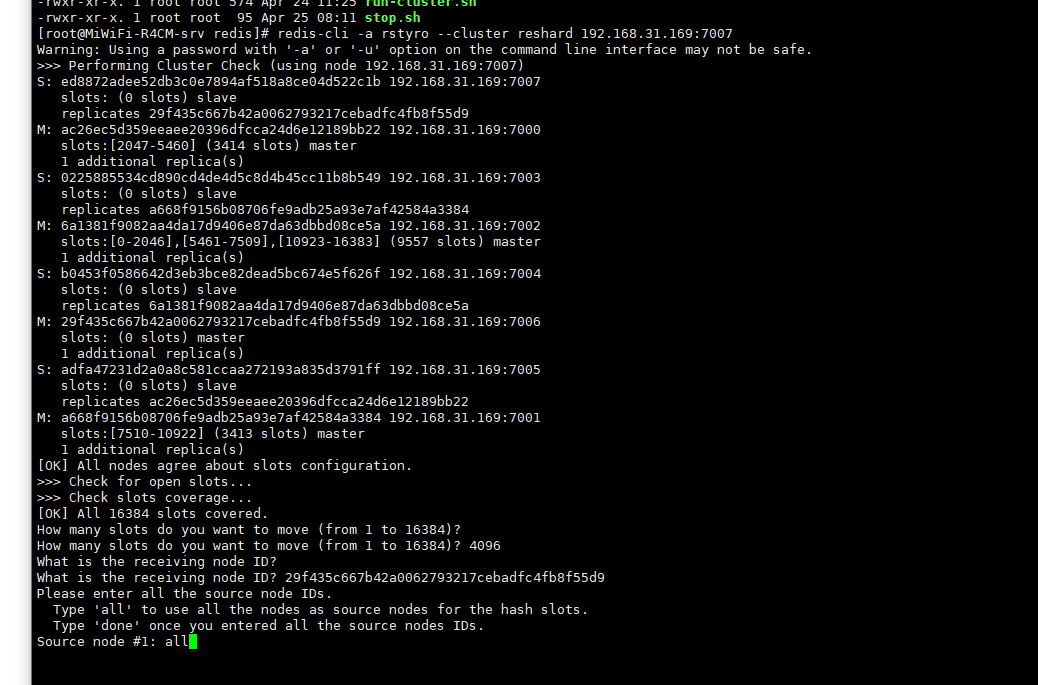 -rwxr-xr-x. 1 root root 574 Apr 24 11:25 run-cluster.sh
-rwxr-xr-x. 1 root root  95 Apr 25 08:11 stop.sh
[root@MiWiFi-R4CM-srv redis]# redis-cli -a rstyro --cluster reshard 192.168.31.169:7007
Warning: Using a password with '-a' or '-u' option on the command line interface may not be safe.
>>> Performing Cluster Check (using node 192.168.31.169:7007)
S: ed8872adee52db3c0e7894af518a8ce04d522c1b 192.168.31.169:7007
   slots: (0 slots) slave
   replicates 29f435c667b42a0062793217cebadfc4fb8f55d9
M: ac26ec5d359eeaee20396dfcca24d6e12189bb22 192.168.31.169:7000
   slots:[2047-5460] (3414 slots) master
   1 additional replica(s)
S: 0225885534cd890cd4de4d5c8d4b45cc11b8b549 192.168.31.169:7003
   slots: (0 slots) slave
   replicates a668f9156b08706fe9adb25a93e7af42584a3384
M: 6a1381f9082aa4da17d9406e87da63dbbd08ce5a 192.168.31.169:7002
   slots:[0-2046],[5461-7509],[10923-16383] (9557 slots) master
   1 additional replica(s)
S: b0453f0586642d3eb3bce82dead5bc674e5f626f 192.168.31.169:7004
   slots: (0 slots) slave
   replicates 6a1381f9082aa4da17d9406e87da63dbbd08ce5a
M: 29f435c667b42a0062793217cebadfc4fb8f55d9 192.168.31.169:7006
   slots: (0 slots) master
   1 additional replica(s)
S: adfa47231d2a0a8c581ccaa272193a835d3791ff 192.168.31.169:7005
   slots: (0 slots) slave
   replicates ac26ec5d359eeaee20396dfcca24d6e12189bb22
M: a668f9156b08706fe9adb25a93e7af42584a3384 192.168.31.169:7001
   slots:[7510-10922] (3413 slots) master
   1 additional replica(s)
[OK] All nodes agree about slots configuration.
>>> Check for open slots...
>>> Check slots coverage...
[OK] All 16384 slots covered.
How many slots do you want to move (from 1 to 16384)?
How many slots do you want to move (from 1 to 16384)? 4096
What is the receiving node ID?
What is the receiving node ID? 29f435c667b42a0062793217cebadfc4fb8f55d9
Please enter all the source node IDs.
  Type 'all' to use all the nodes as source nodes for the hash slots.
  Type 'done' once you entered all the source nodes IDs.
Source node #1: all